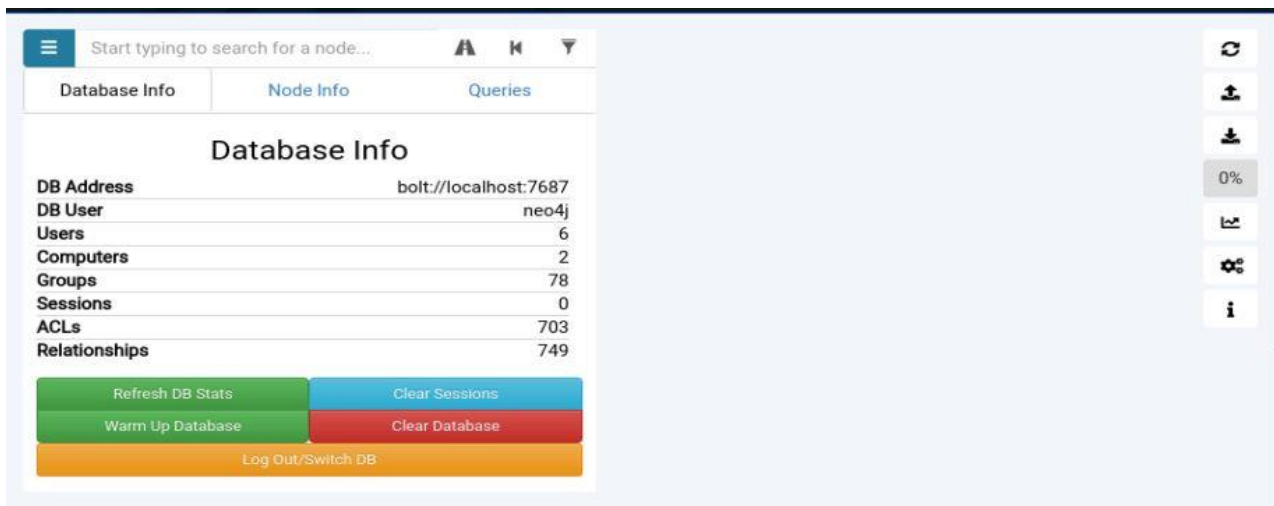 Start typing to search for a node...
Database Info Node Info Queries
Database Info
DB Address bolt://localhost:7687
DB User neo4j
Users 6
Computers 2
Groups 78
Sessions 0
ACLs 703
Relationships 749
Refresh DB Stats Clear Sessions
Warm Up Database Clear Database
Log Out/Switch DB
0%